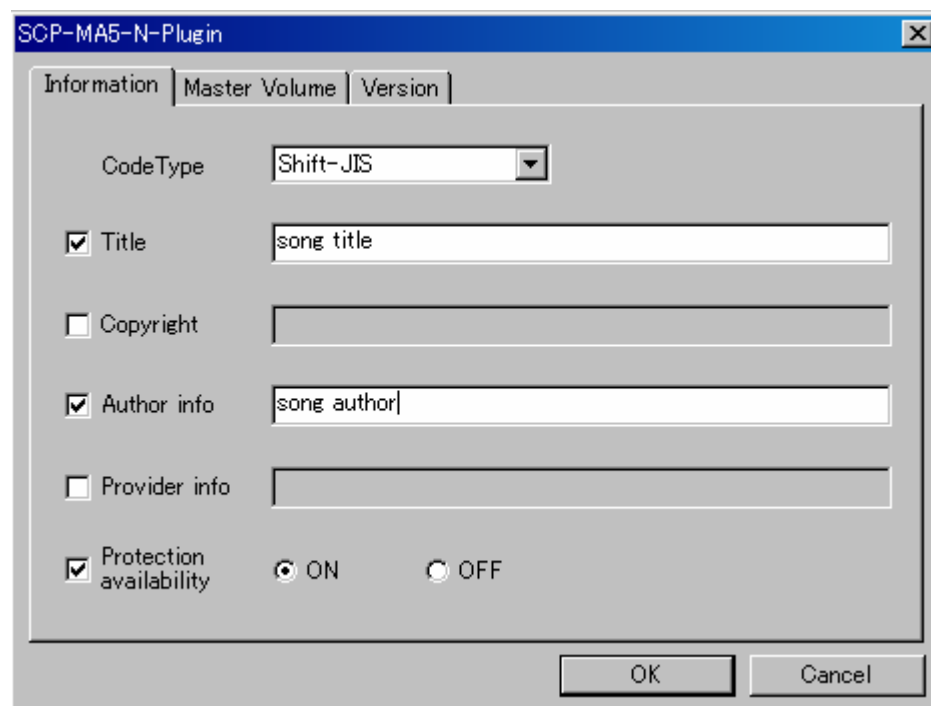 SCP-MA5-N-Plugin
Information Master Volume Version
CodeType Shift-JIS
Title song title
Copyright
Author info song author
Provider info
Protection
availability ON OFF
OK Cancel